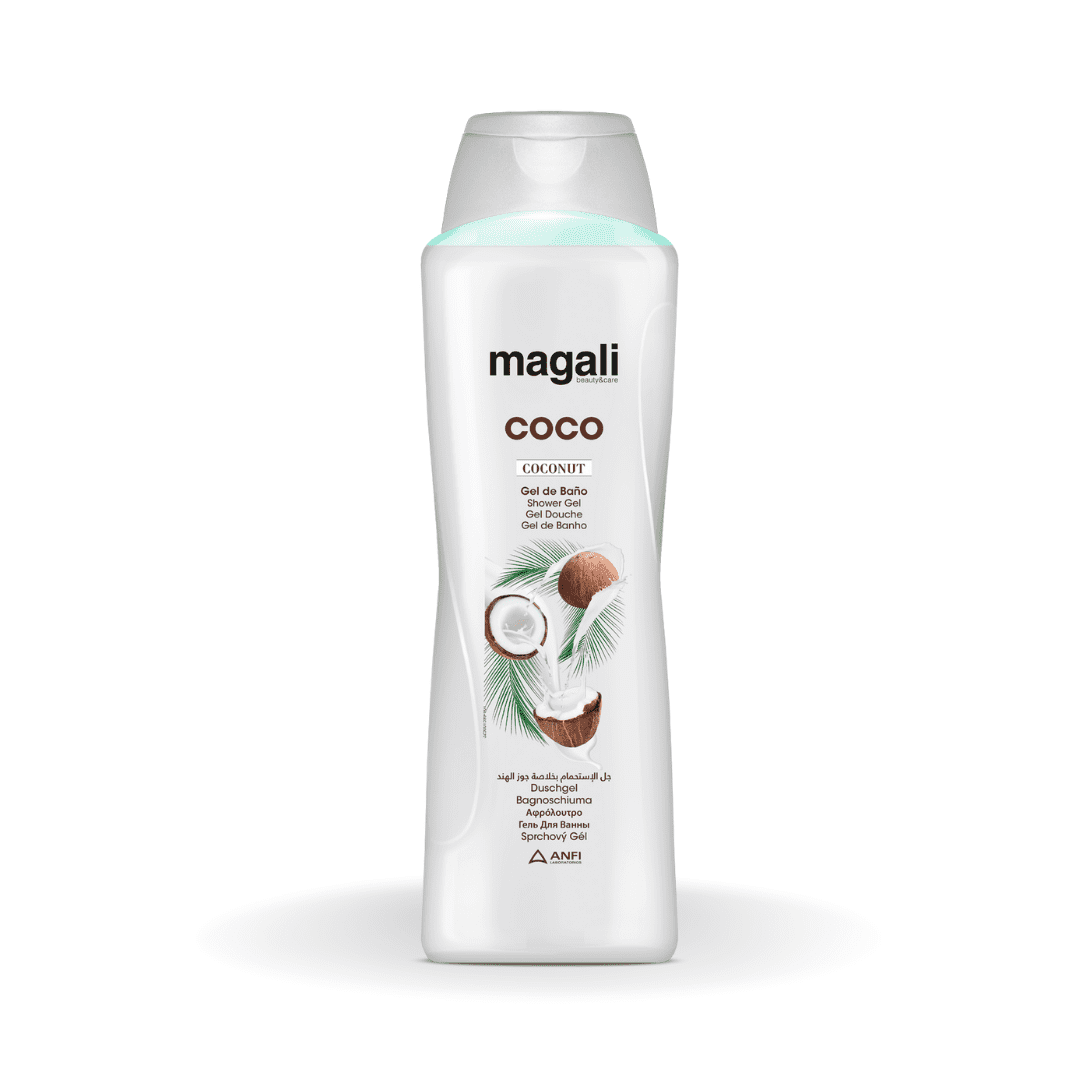 magali
beauty&care
coco
COCONUT
Gel de Baño
Shower Gel
Gel Douche
Gel de Banho
جل الإستحمام بخلاصة جوز الهند
Duschgel
Bagnoschiuma
Αφρόλουτρο
Гель Для Ванны
Sprchový Gél
ANFI
LABORATORIOS